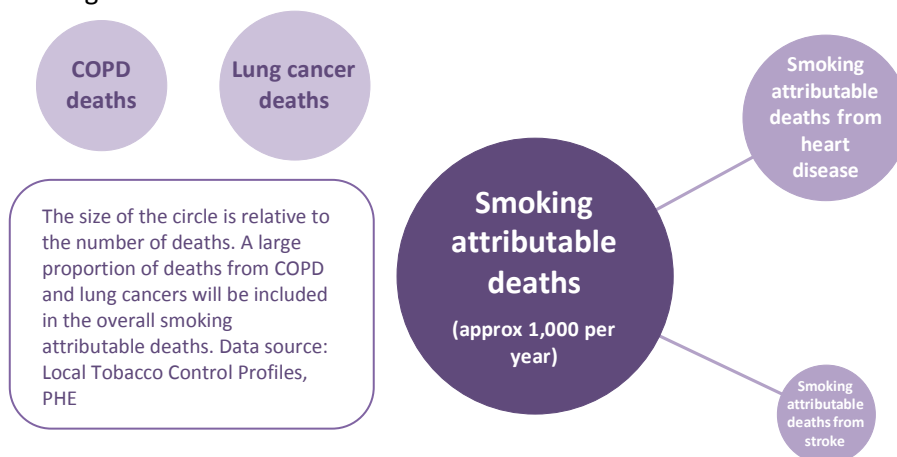 COPD
deaths
Lung cancer
deaths
Smoking
attributable
deaths from
heart
disease
The size of the circle is relative to
the number of deaths. A large
proportion of deaths from COPD
and lung cancers will be included
in the overall smoking
attributable deaths. Data source:
Local Tobacco Control Profiles,
PHE
Smoking
attributable
deaths
(approx 1,000 per
year)
Smoking
attributable
deaths from
stroke